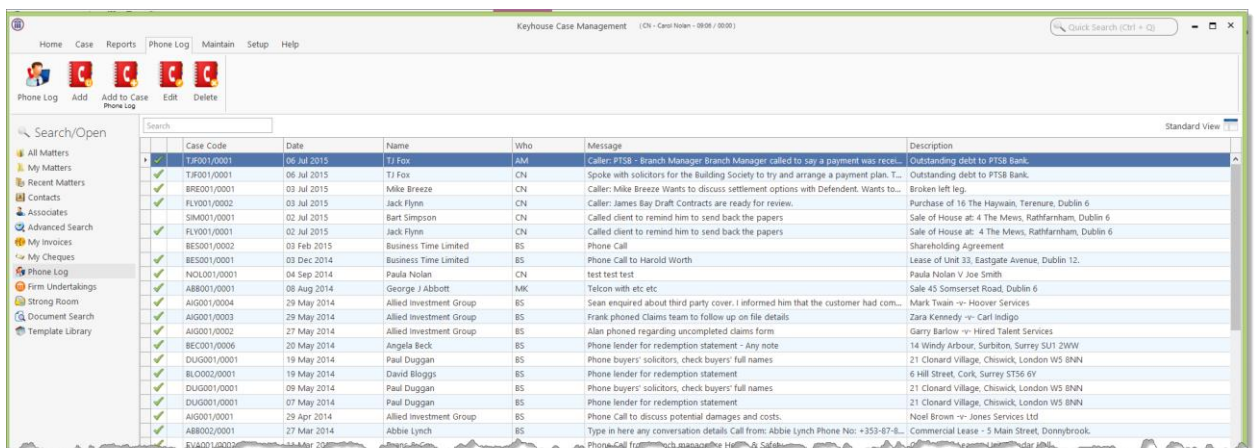 Keyhouse Case Management ( CN - Carol Nolan - 09:06 / 00:00 )
Quick Search (Ctrl + Q)
Home Case Reports Phone Log Maintain Setup Help
Phone Log Add Add to Case Edit Delete
Phone Log
Search/Open
All Matters
My Matters
Recent Matters
Contacts
Associates
Advanced Search
My Invoices
My Cheques
Phone Log
Firm Undertakings
Strong Room
Document Search
Template Library
Search
Standard View
Case Code Date Name Who Message Description
TJF001/0001 06 Jul 2015 TJ Fox AM Caller: PTSB - Branch Manager Branch Manager called to say a payment was recei... Outstanding debt to PTSB Bank.
TJF001/0001 06 Jul 2015 TJ Fox CN Spoke with solicitors for the Building Society to try and arrange a payment plan. T... Outstanding debt to PTSB Bank.
BRE001/0001 03 Jul 2015 Mike Breeze CN Caller: Mike Breeze Wants to discuss settlement options with Defendent. Wants to... Broken left leg.
FLY001/0002 03 Jul 2015 Jack Flynn CN Caller: James Bay Draft Contracts are ready for review. Purchase of 16 The Haywain, Terenure, Dublin 6
SIM001/0001 02 Jul 2015 Bart Simpson CN Called client to remind him to send back the papers Sale of House at: 4 The Mews, Rathfarnham, Dublin 6
FLY001/0001 02 Jul 2015 Jack Flynn CN Called client to remind him to send back the papers Sale of House at: 4 The Mews, Rathfarnham, Dublin 6
BES001/0002 03 Feb 2015 Business Time Limited BS Phone Call Shareholding Agreement
BES001/0001 03 Dec 2014 Business Time Limited BS Phone Call to Harold Worth Lease of Unit 33, Eastgate Avenue, Dublin 12.
NOL001/0001 04 Sep 2014 Paula Nolan CN test test test Paula Nolan V Joe Smith
ABB001/0001 08 Aug 2014 George J Abbott MK Telcon with etc etc Sale 45 Somserset Road, Dublin 6
AIG001/0004 29 May 2014 Allied Investment Group BS Sean enquired about third party cover. I informed him that the customer had com... Mark Twain -v- Hoover Services
AIG001/0003 29 May 2014 Allied Investment Group BS Frank phoned Claims team to follow up on file details Zara Kennedy -v- Carl Indigo
AIG001/0002 27 May 2014 Allied Investment Group BS Alan phoned regarding uncompleted claims form Garry Barlow -v- Hired Talent Services
BEC001/0006 20 May 2014 Angela Beck BS Phone lender for redemption statement - Any note 14 Windy Arbour, Surbiton, Surrey SU1 2WW
DUG001/0001 19 May 2014 Paul Duggan BS Phone buyers' solicitors, check buyers' full names 21 Clonard Village, Chiswick, London W5 8NN
BLO002/0001 19 May 2014 David Bloggs BS Phone lender for redemption statement 6 Hill Street, Cork, Surrey ST56 6Y
DUG001/0001 09 May 2014 Paul Duggan BS Phone buyers' solicitors, check buyers' full names 21 Clonard Village, Chiswick, London W5 8NN
DUG001/0001 07 May 2014 Paul Duggan BS Phone lender for redemption statement 21 Clonard Village, Chiswick, London W5 8NN
AIG001/0001 29 Apr 2014 Allied Investment Group BS Phone Call to discuss potential damages and costs. Noel Brown -v- Jones Services Ltd
ABB002/0001 27 Mar 2014 Abbie Lynch BS Type in here any conversation details Call from: Abbie Lynch Phone No: +353-87-8... Commercial Lease - 5 Main Street, Donnybrook.